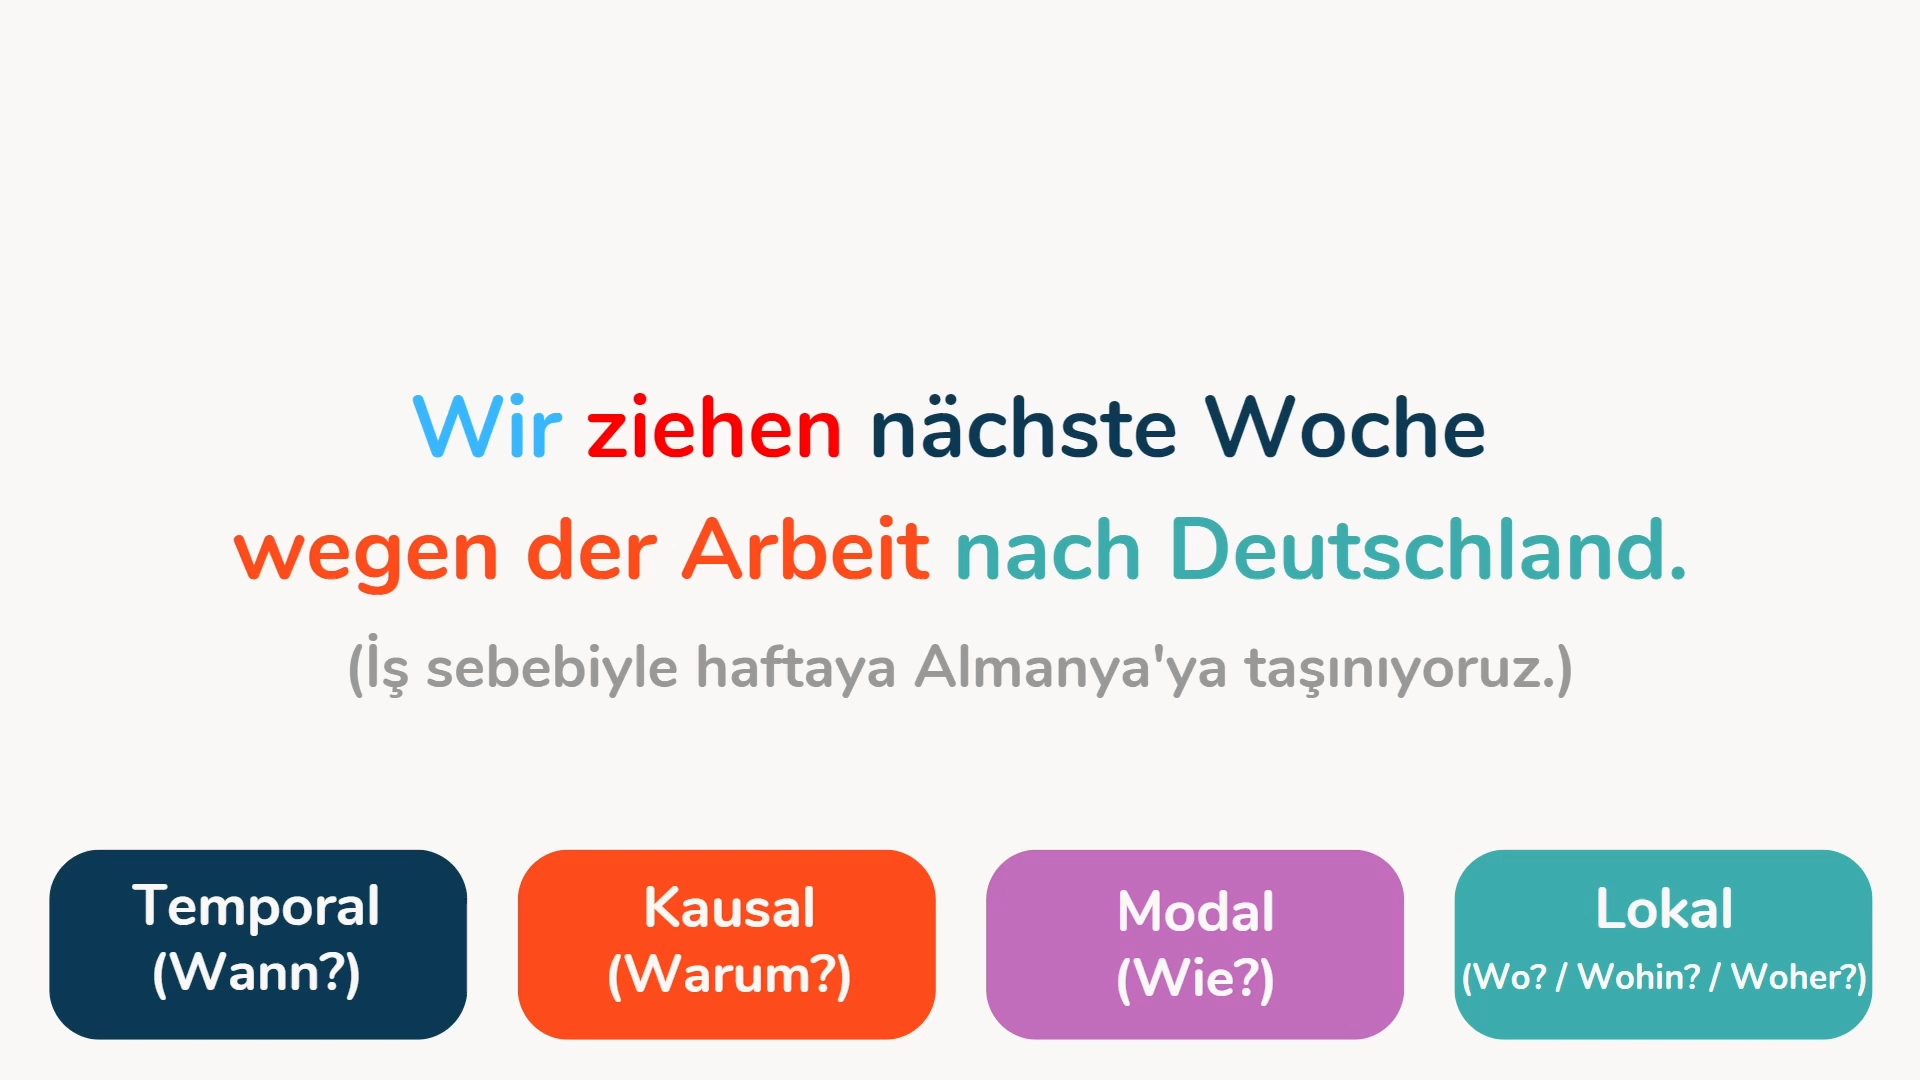 Wir ziehen nächste Woche
wegen der Arbeit nach Deutschland.
(İş sebebiyle haftaya Almanya'ya taşınıyoruz.)
Temporal
(Wann?)
Kausal
(Warum?)
Modal
(Wie?)
Lokal
(Wo? / Wohin? / Woher?)